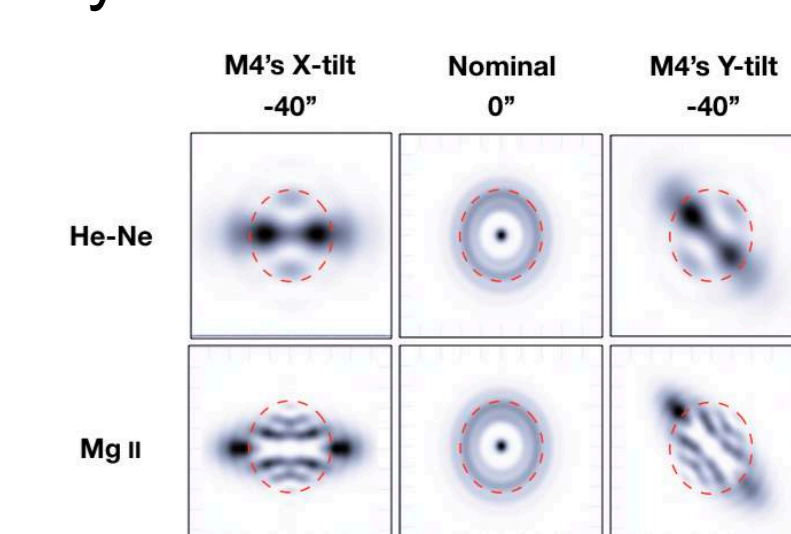 M4's X-tilt
-40”
Nominal
0”
M4's Y-tilt
-40”
He-Ne
Mg II